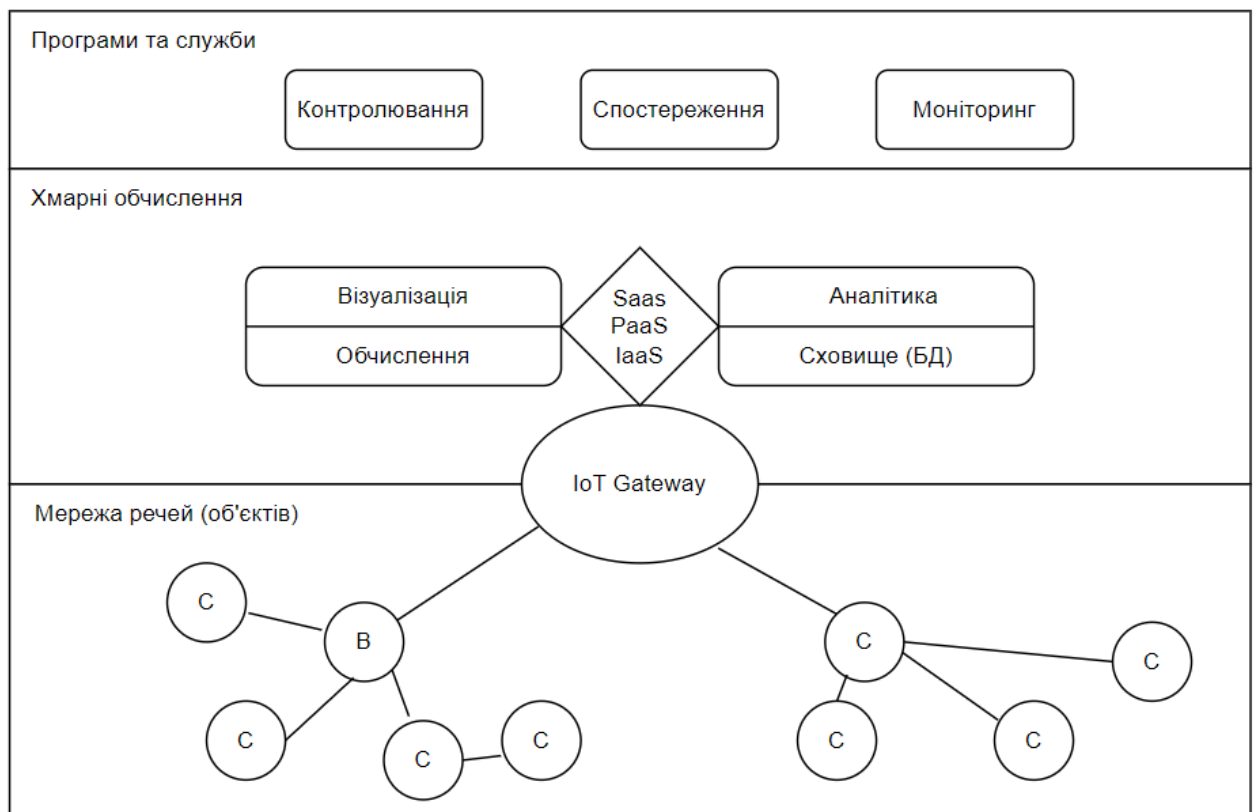 Програми та служби
Контролювання
Спостереження
Моніторинг
Хмарні обчислення
Візуалізація
Обчислення
Saas
PaaS
IaaS
Аналітика
Сховище (БД)
IoT Gateway
Мережа речей (об'єктів)
C
B
C
C
C
C
C
C
C